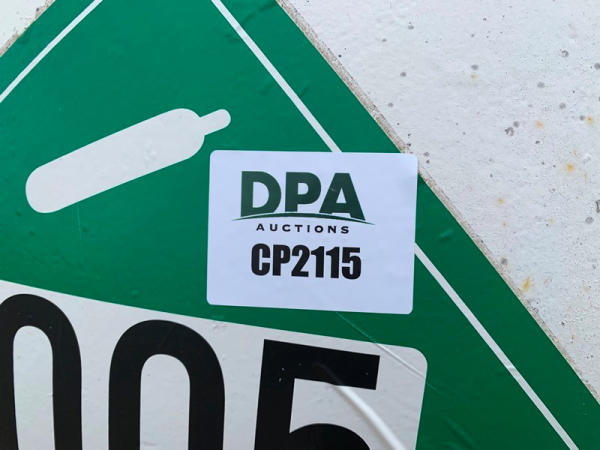 DPA
AUCTIONS
CP2115
005